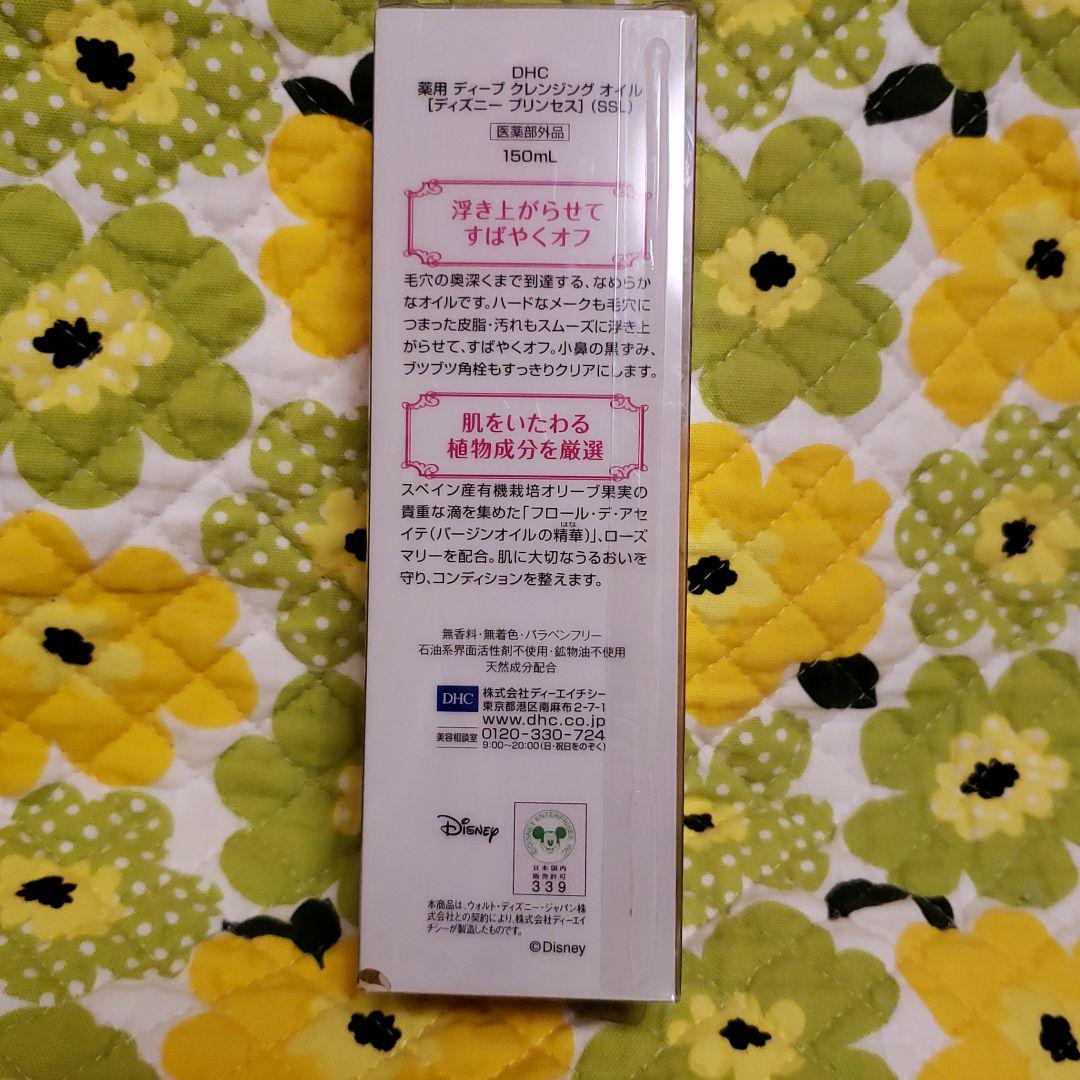 DHC
薬用 ディープ クレンジング オイル
[ディズニー プリンセス] (SSL)
医薬部外品
150mL
浮き上がらせて
すばやくオフ
毛穴の奥深くまで到達する、なめらか
なオイルです。ハードなメークも毛穴に
つまった皮脂・汚れもスムーズに浮き上
がらせて、すばやくオフ。小鼻の黒ずみ、
ブツブツ角栓もすっきりクリアにします。
肌をいたわる
植物成分を厳選
スペイン産有機栽培オリーブ果実の
貴重な滴を集めた「フロール・デ・アセ
はな
イテ(バージンオイルの精華)」、ローズ
マリーを配合。肌に大切なうるおいを
守り、コンディションを整えます。
無香料・無着色・パラベンフリー
石油系界面活性剤不使用・鉱物油不使用
天然成分配合
DHC 株式会社ディーエイチシー
東京都港区南麻布2-7-1
www.dhc.co.jp
美容相談室 0120-330-724
9:00~20:00(日・祝日をのぞく)
Disney
©DISNEY ENTERPRISES INC
日本国内
販売許可
339
本商品は、ウォルト・ディズニー・ジャパン株
式会社との契約により、株式会社ディーエイ
チシーが製造したものです。
©Disney